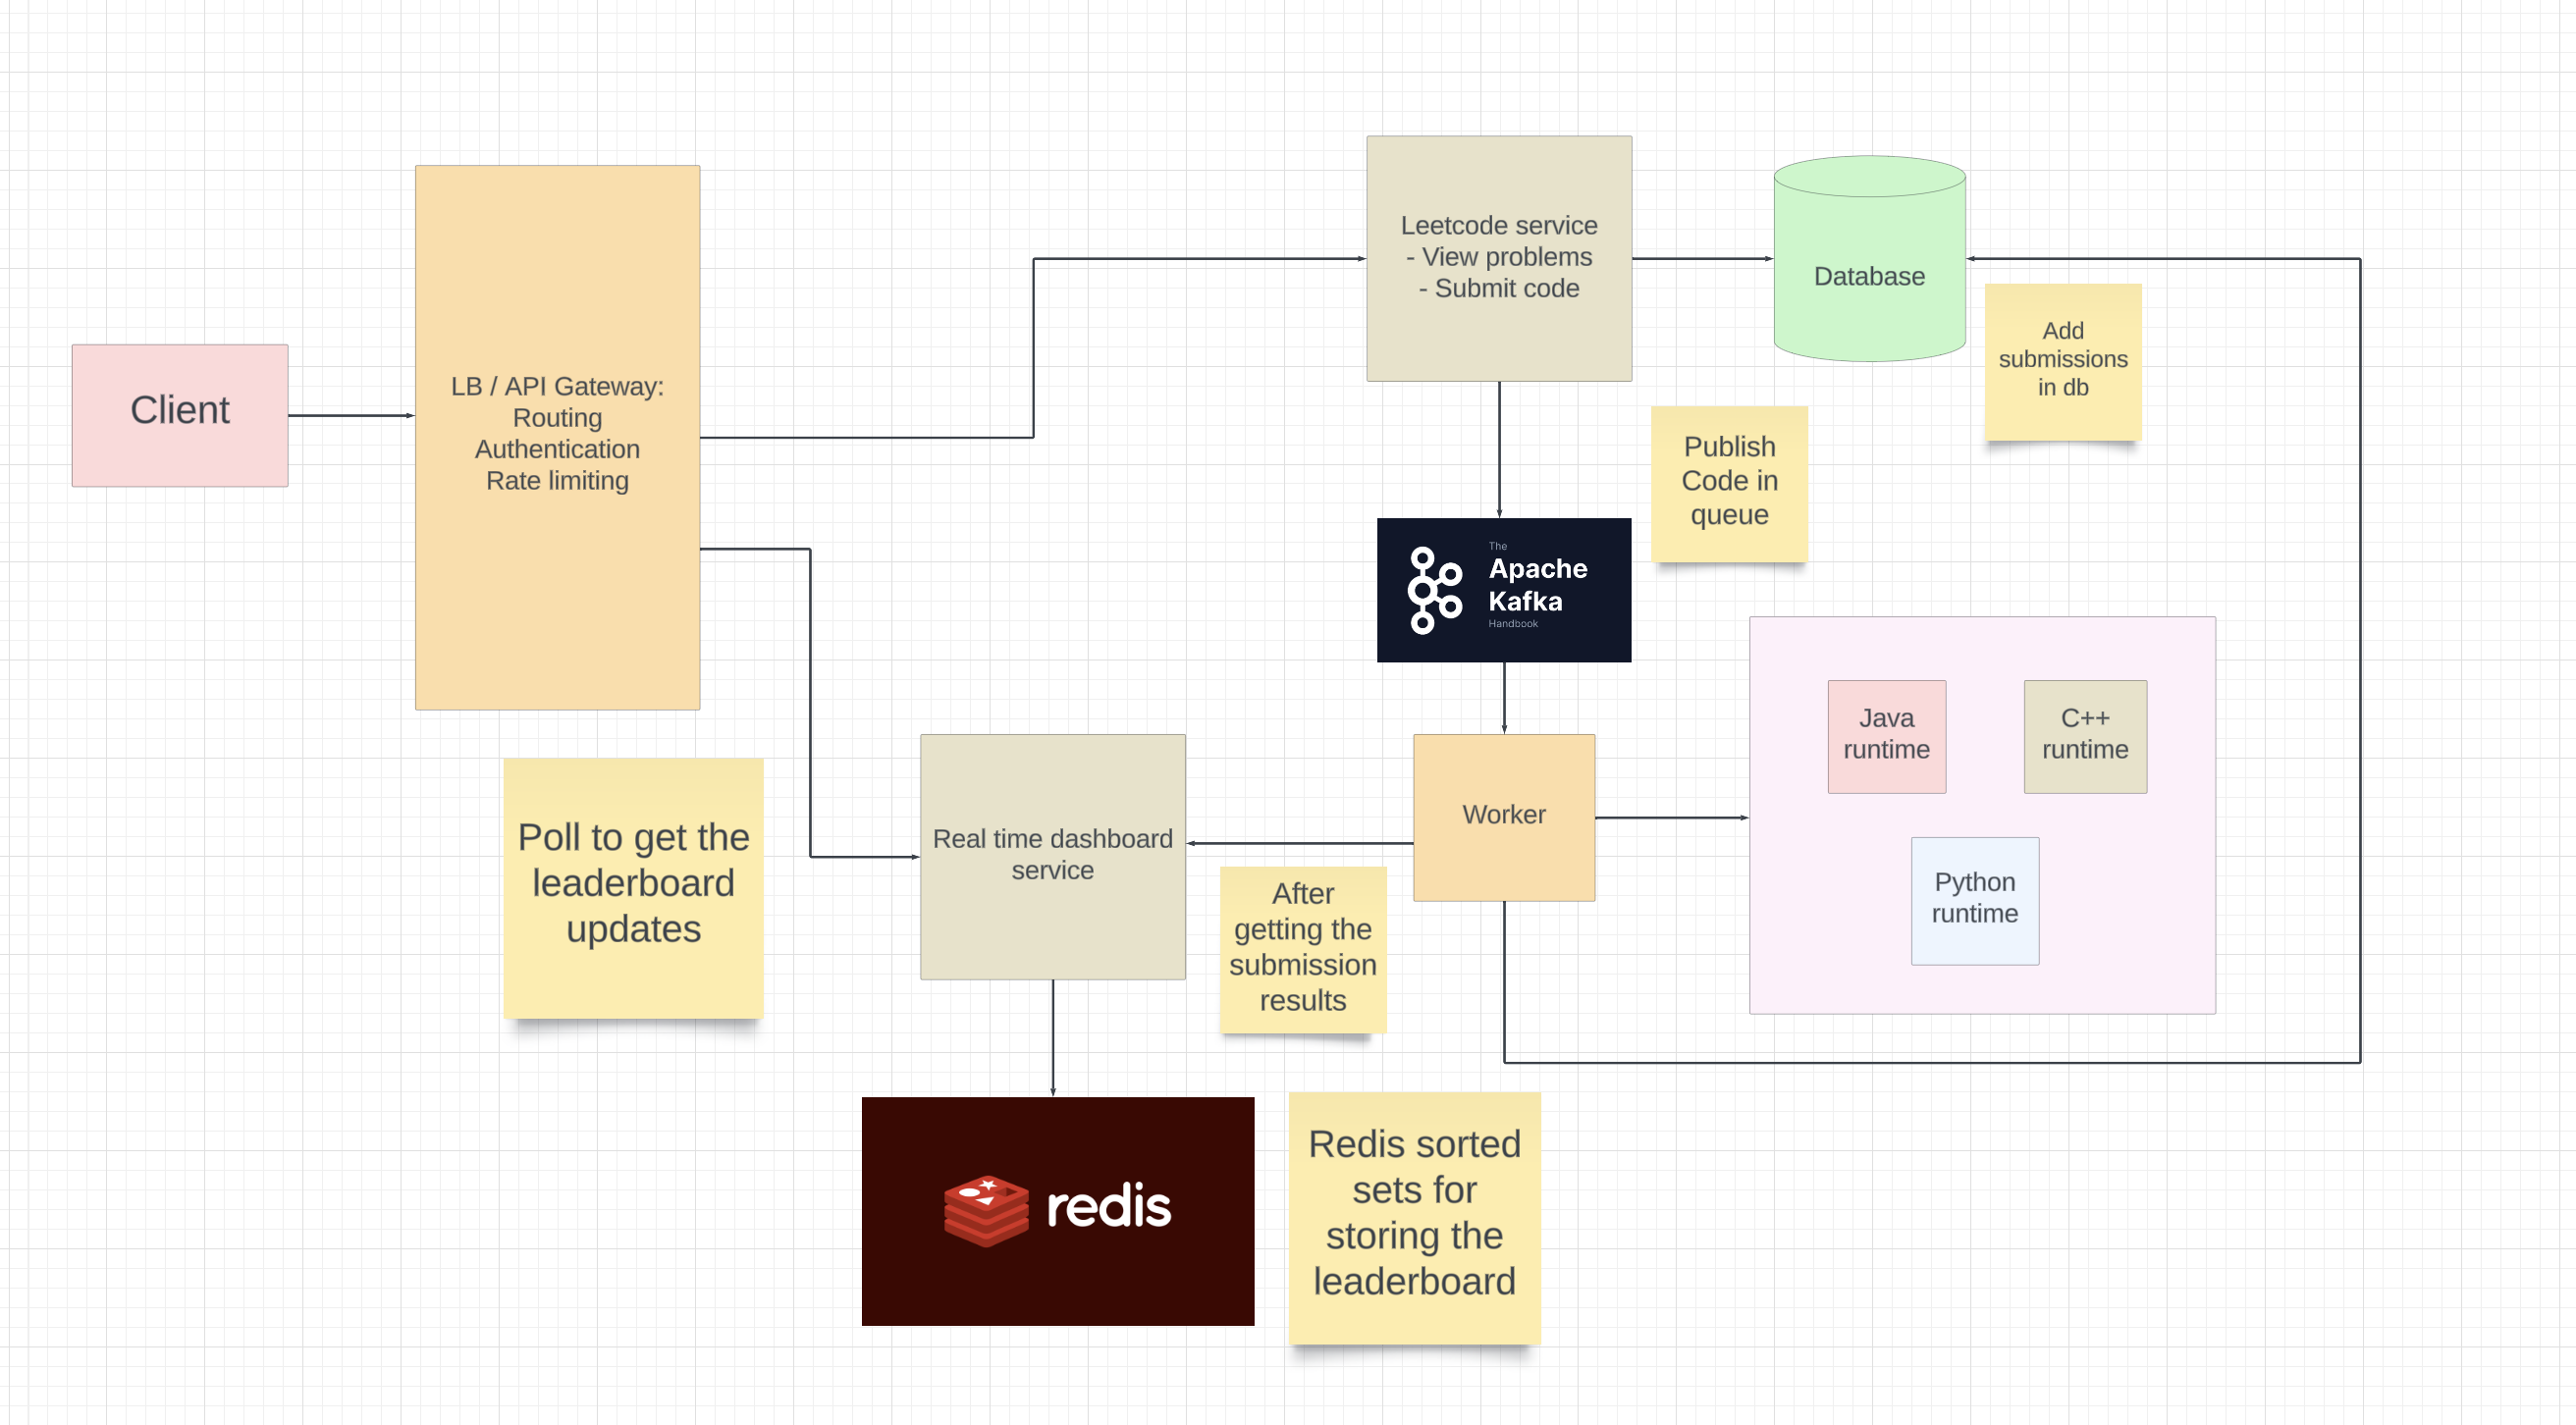 Client
LB / API Gateway:
Routing
Authentication
Rate limiting
Leetcode service
- View problems
- Submit code
Database
Add
submissions
in db
Publish
Code in
queue
The
Apache
Kafka
Handbook
Java
runtime
C++
runtime
Python
runtime
Worker
Real time dashboard
service
Poll to get the
leaderboard
updates
After
getting the
submission
results
redis
Redis sorted
sets for
storing the
leaderboard